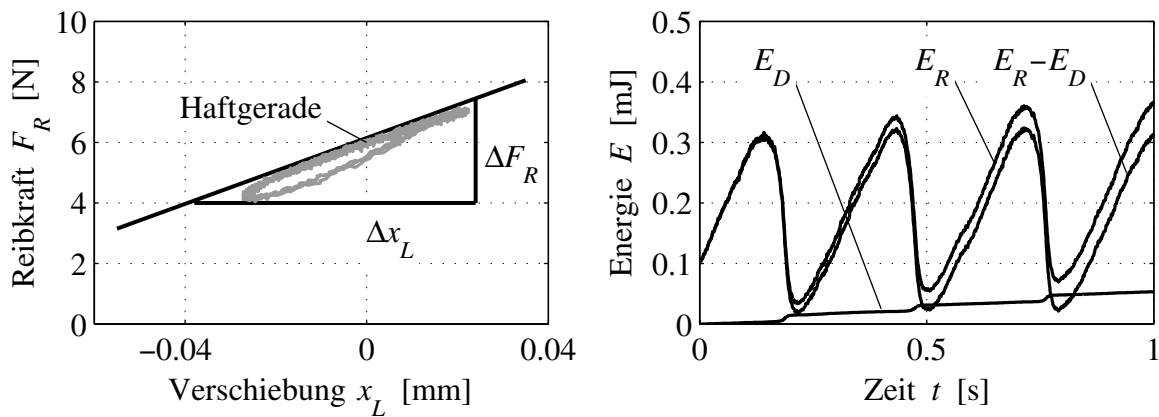 10
8
6
4
2
0
Reibkraft F_R [N]
Haftgerade
ΔF_R
Δx_L
−0.04
0
0.04
Verschiebung x_L [mm]
0.5
0.4
0.3
0.2
0.1
0
Energie E [mJ]
E_D
E_R
E_R−E_D
0
0.5
1
Zeit t [s]